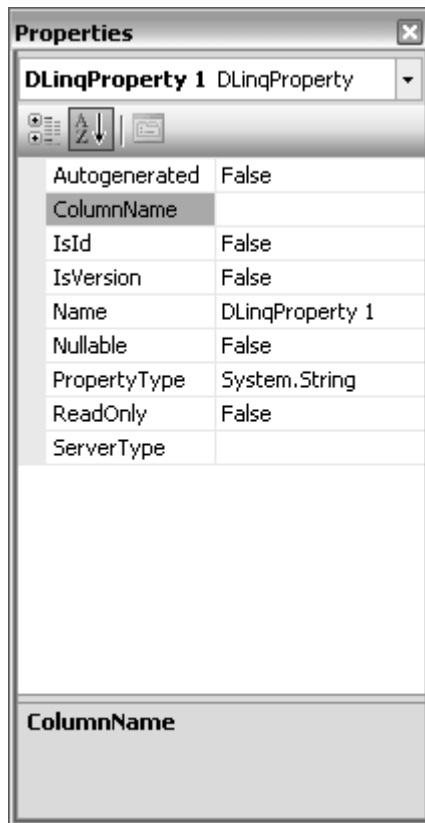 Properties
DLinqProperty 1 DLinqProperty
Autogenerated False
ColumnName
IsId False
IsVersion False
Name DLinqProperty 1
Nullable False
PropertyType System.String
ReadOnly False
ServerType
ColumnName